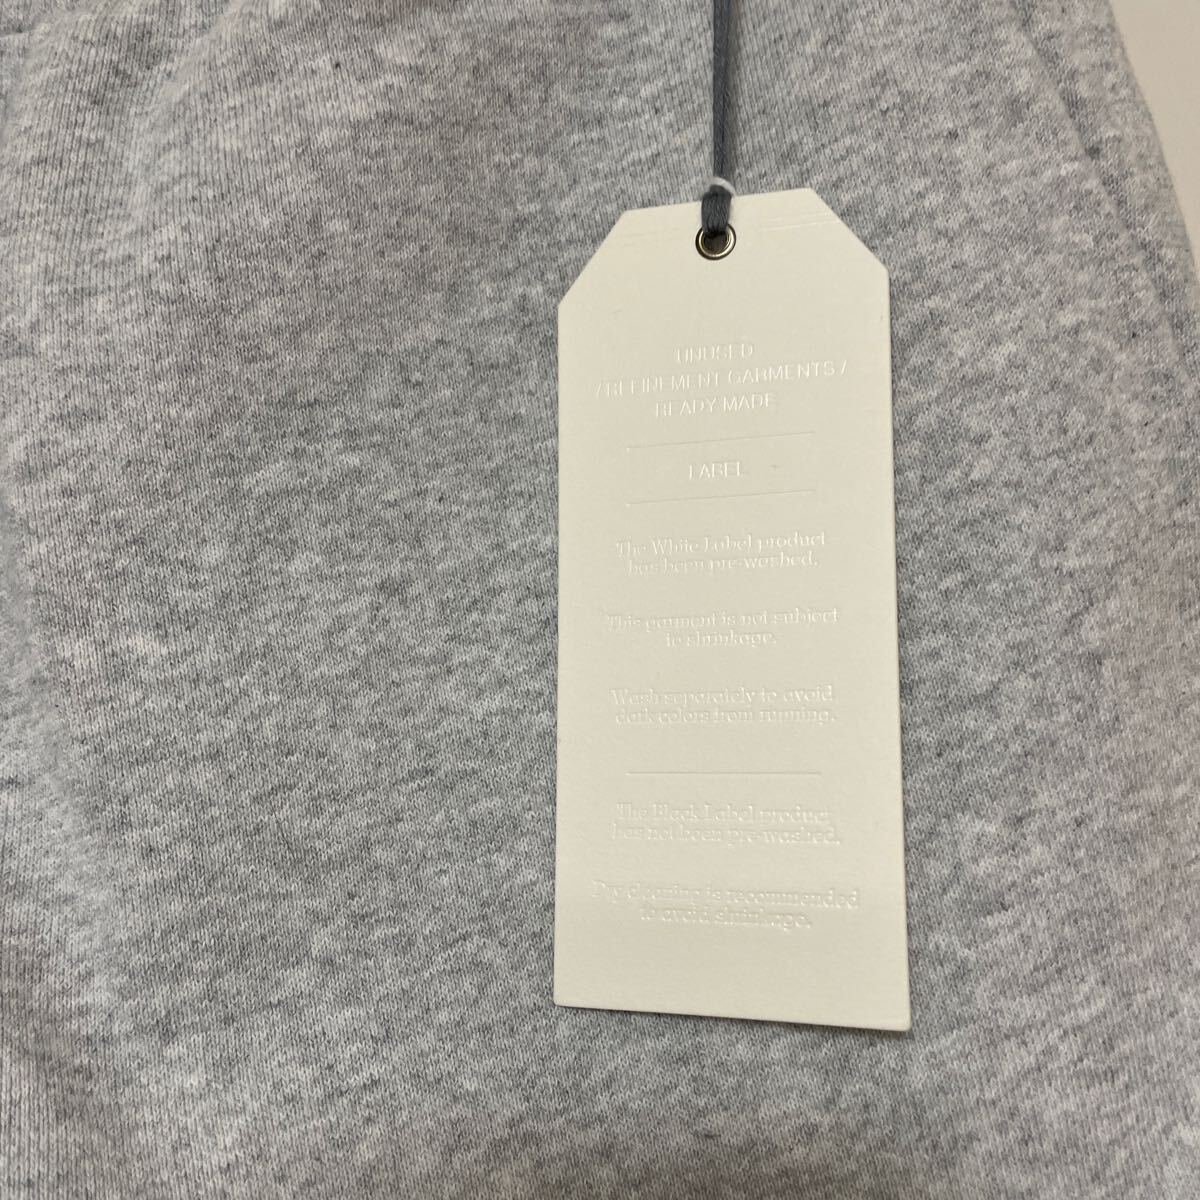 UNUSED
/ REFINEMENT GARMENTS /
READY MADE
LABEL
The White Label product
has been pre-washed.
This garment is not subject
to shrinkage.
Wash separately to avoid
dark colors from running.
The Black Label product
has not been pre-washed.
Dry cleaning is recommended
to avoid shrinkage.